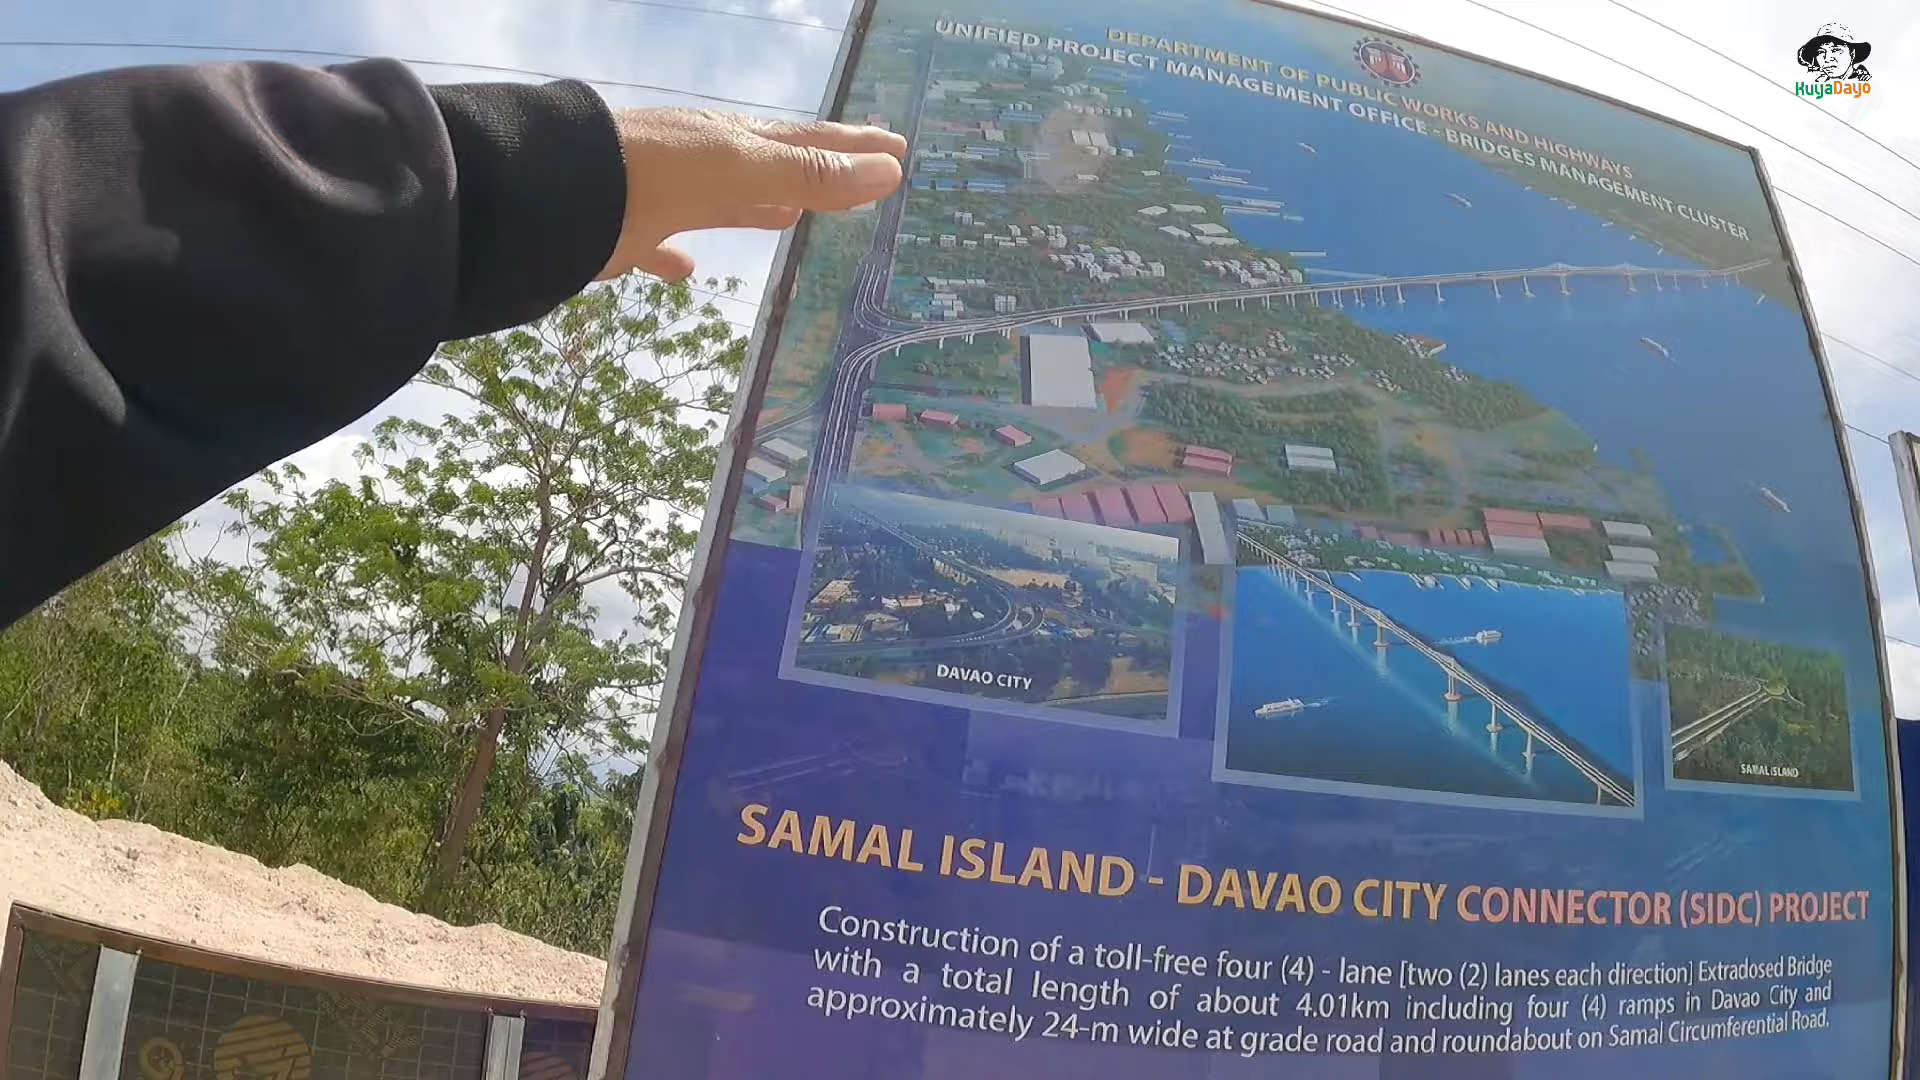 KuyaDayo
DEPARTMENT OF PUBLIC WORKS AND HIGHWAYS
UNIFIED PROJECT MANAGEMENT OFFICE - BRIDGES MANAGEMENT CLUSTER
DAVAO CITY
SAMAL ISLAND
SAMAL ISLAND - DAVAO CITY CONNECTOR (SIDC) PROJECT
Construction of a toll-free four (4) - lane [two (2) lanes each direction] Extradosed Bridge
with a total length of about 4.01km including four (4) ramps in Davao City and
approximately 24-m wide at grade road and roundabout on Samal Circumferential Road.